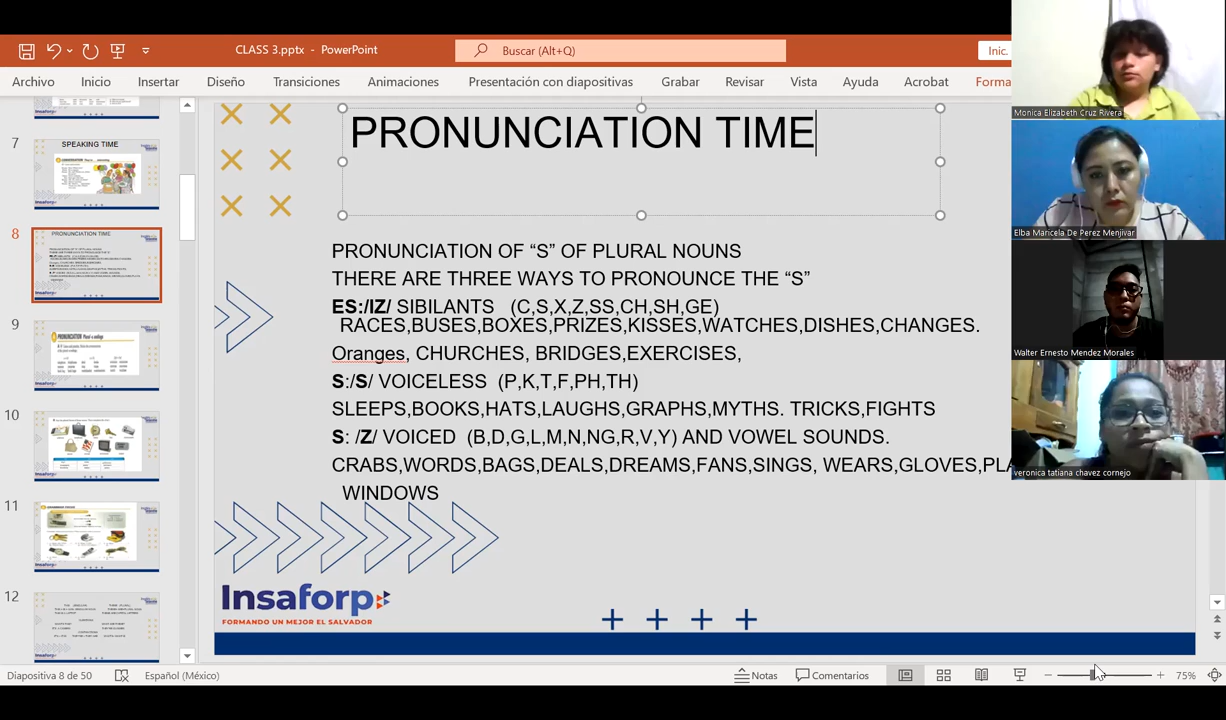 CLASS 3.pptx - PowerPoint
Buscar (Alt+Q)
Inic.
Archivo Inicio Insertar Diseño Transiciones Animaciones Presentación con diapositivas Grabar Revisar Vista Ayuda Acrobat Forma
7
SPEAKING TIME
8
PRONUNCIATION TIME
9
10
11
12
PRONUNCIATION TIME
PRONUNCIATION OF “S” OF PLURAL NOUNS
THERE ARE THREE WAYS TO PRONOUNCE THE “S”
ES:/IZ/ SIBILANTS (C,S,X,Z,SS,CH,SH,GE)
RACES,BUSES,BOXES,PRIZES,KISSES,WATCHES,DISHES,CHANGES.
Oranges, CHURCHES, BRIDGES,EXERCISES,
S:/S/ VOICELESS (P,K,T,F,PH,TH)
SLEEPS,BOOKS,HATS,LAUGHS,GRAPHS,MYTHS. TRICKS,FIGHTS
S: /Z/ VOICED (B,D,G,L,M,N,NG,R,V,Y) AND VOWEL SOUNDS.
CRABS,WORDS,BAGS,DEALS,DREAMS,FANS,SINGS, WEARS,GLOVES,PLA
WINDOWS
Insaforp
FORMANDO UN MEJOR EL SALVADOR
Monica Elizabeth Cruz Rivera
Elba Maricela De Perez Menjivar
Walter Ernesto Mendez Morales
veronica tatiana chavez cornejo
Diapositiva 8 de 50 Español (México) Notas Comentarios 75%